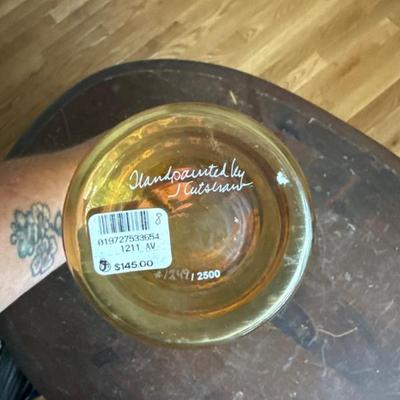 Handpainted by
J Cutshaw
8
019727533654
1211 AV
$145.00
1249/2500